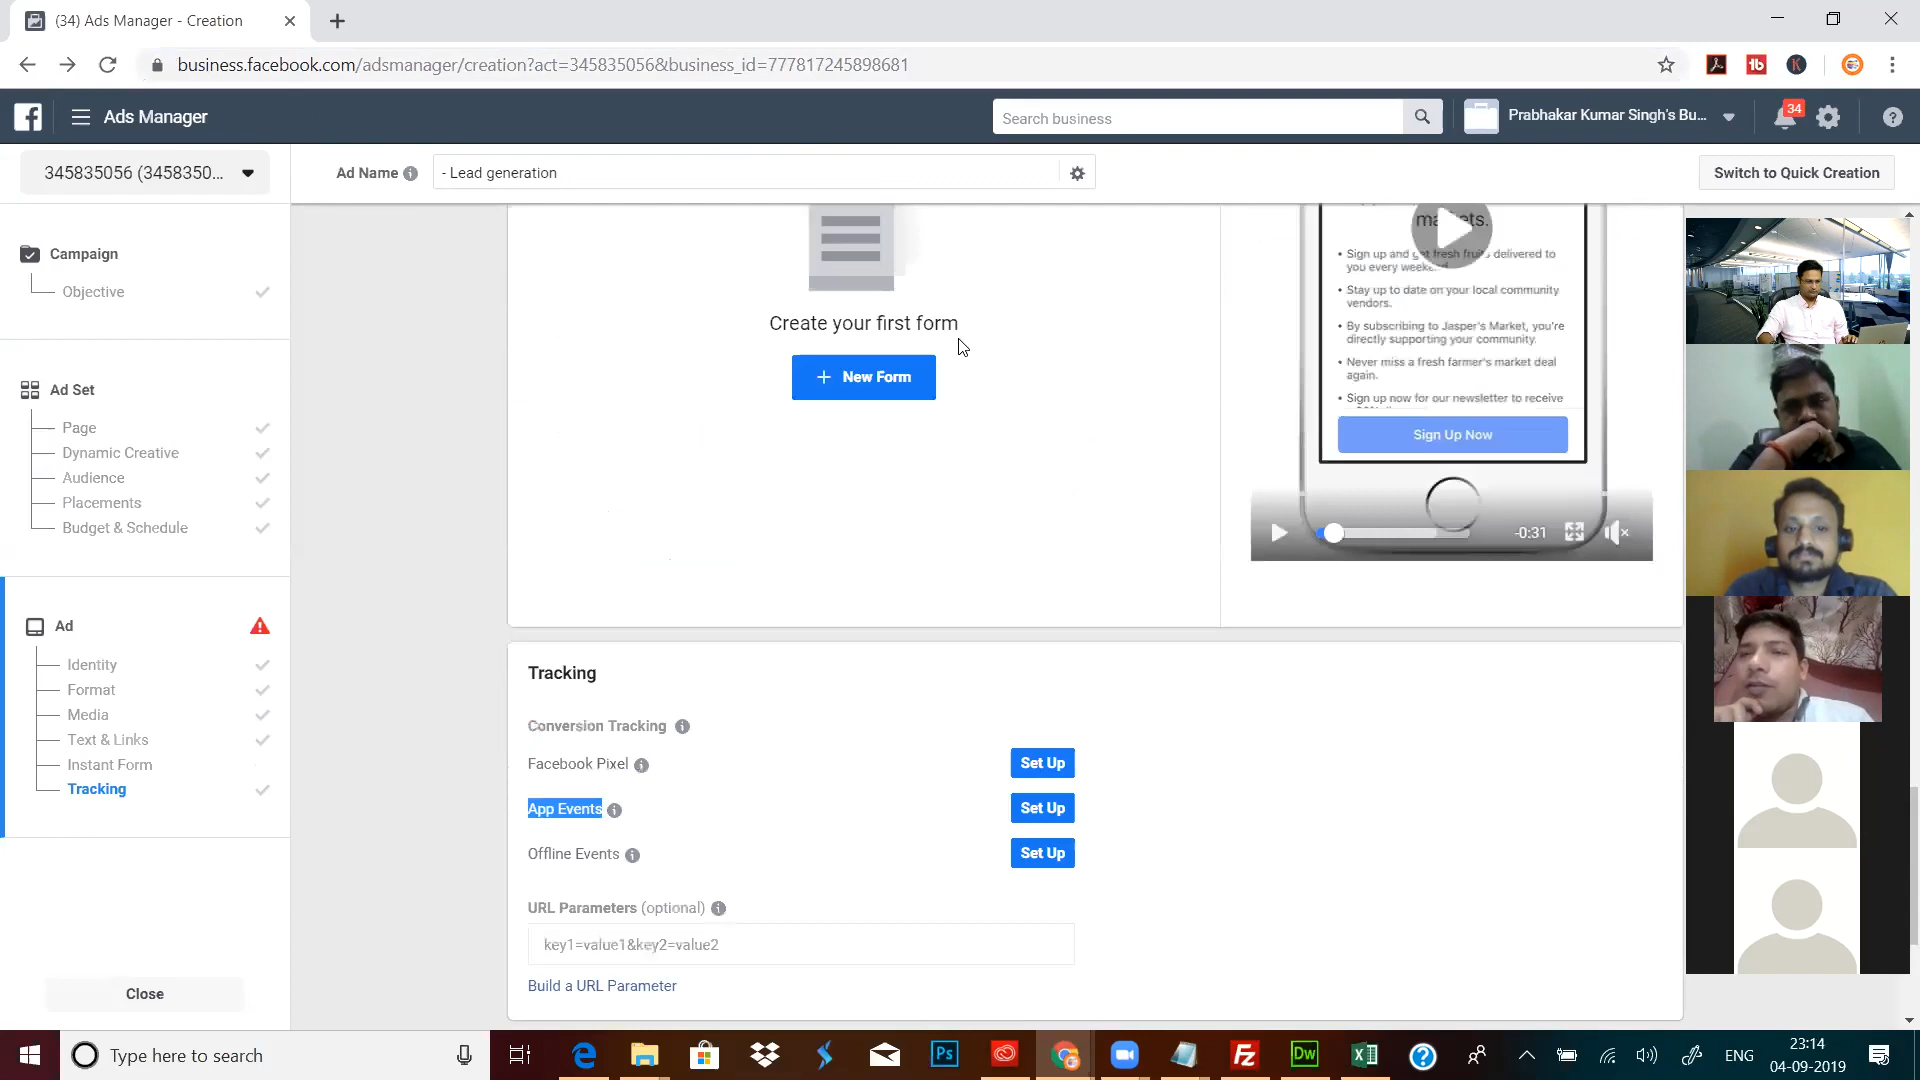 (34) Ads Manager - Creation
business.facebook.com/adsmanager/creation?act=345835056&business_id=777817245898681
Ads Manager
Search business
Prabhakar Kumar Singh's Bu...
34
345835056 (3458350...
Ad Name
- Lead generation
Switch to Quick Creation
Campaign
Objective
Ad Set
Page
Dynamic Creative
Audience
Placements
Budget & Schedule
Ad
Identity
Format
Media
Text & Links
Instant Form
Tracking
Close
Create your first form
+ New Form
markets.
• Sign up and get fresh fruits delivered to
you every weekend.
• Stay up to date on your local community
vendors.
• By subscribing to Jasper's Market, you're
directly supporting your community.
• Never miss a fresh farmer's market deal
again.
• Sign up now for our newsletter to receive
Sign Up Now
-0:31
Tracking
Conversion Tracking
Facebook Pixel
Set Up
App Events
Set Up
Offline Events
Set Up
URL Parameters (optional)
key1=value1&key2=value2
Build a URL Parameter
Type here to search
Ps
Fz
Dw
ENG
23:14
04-09-2019